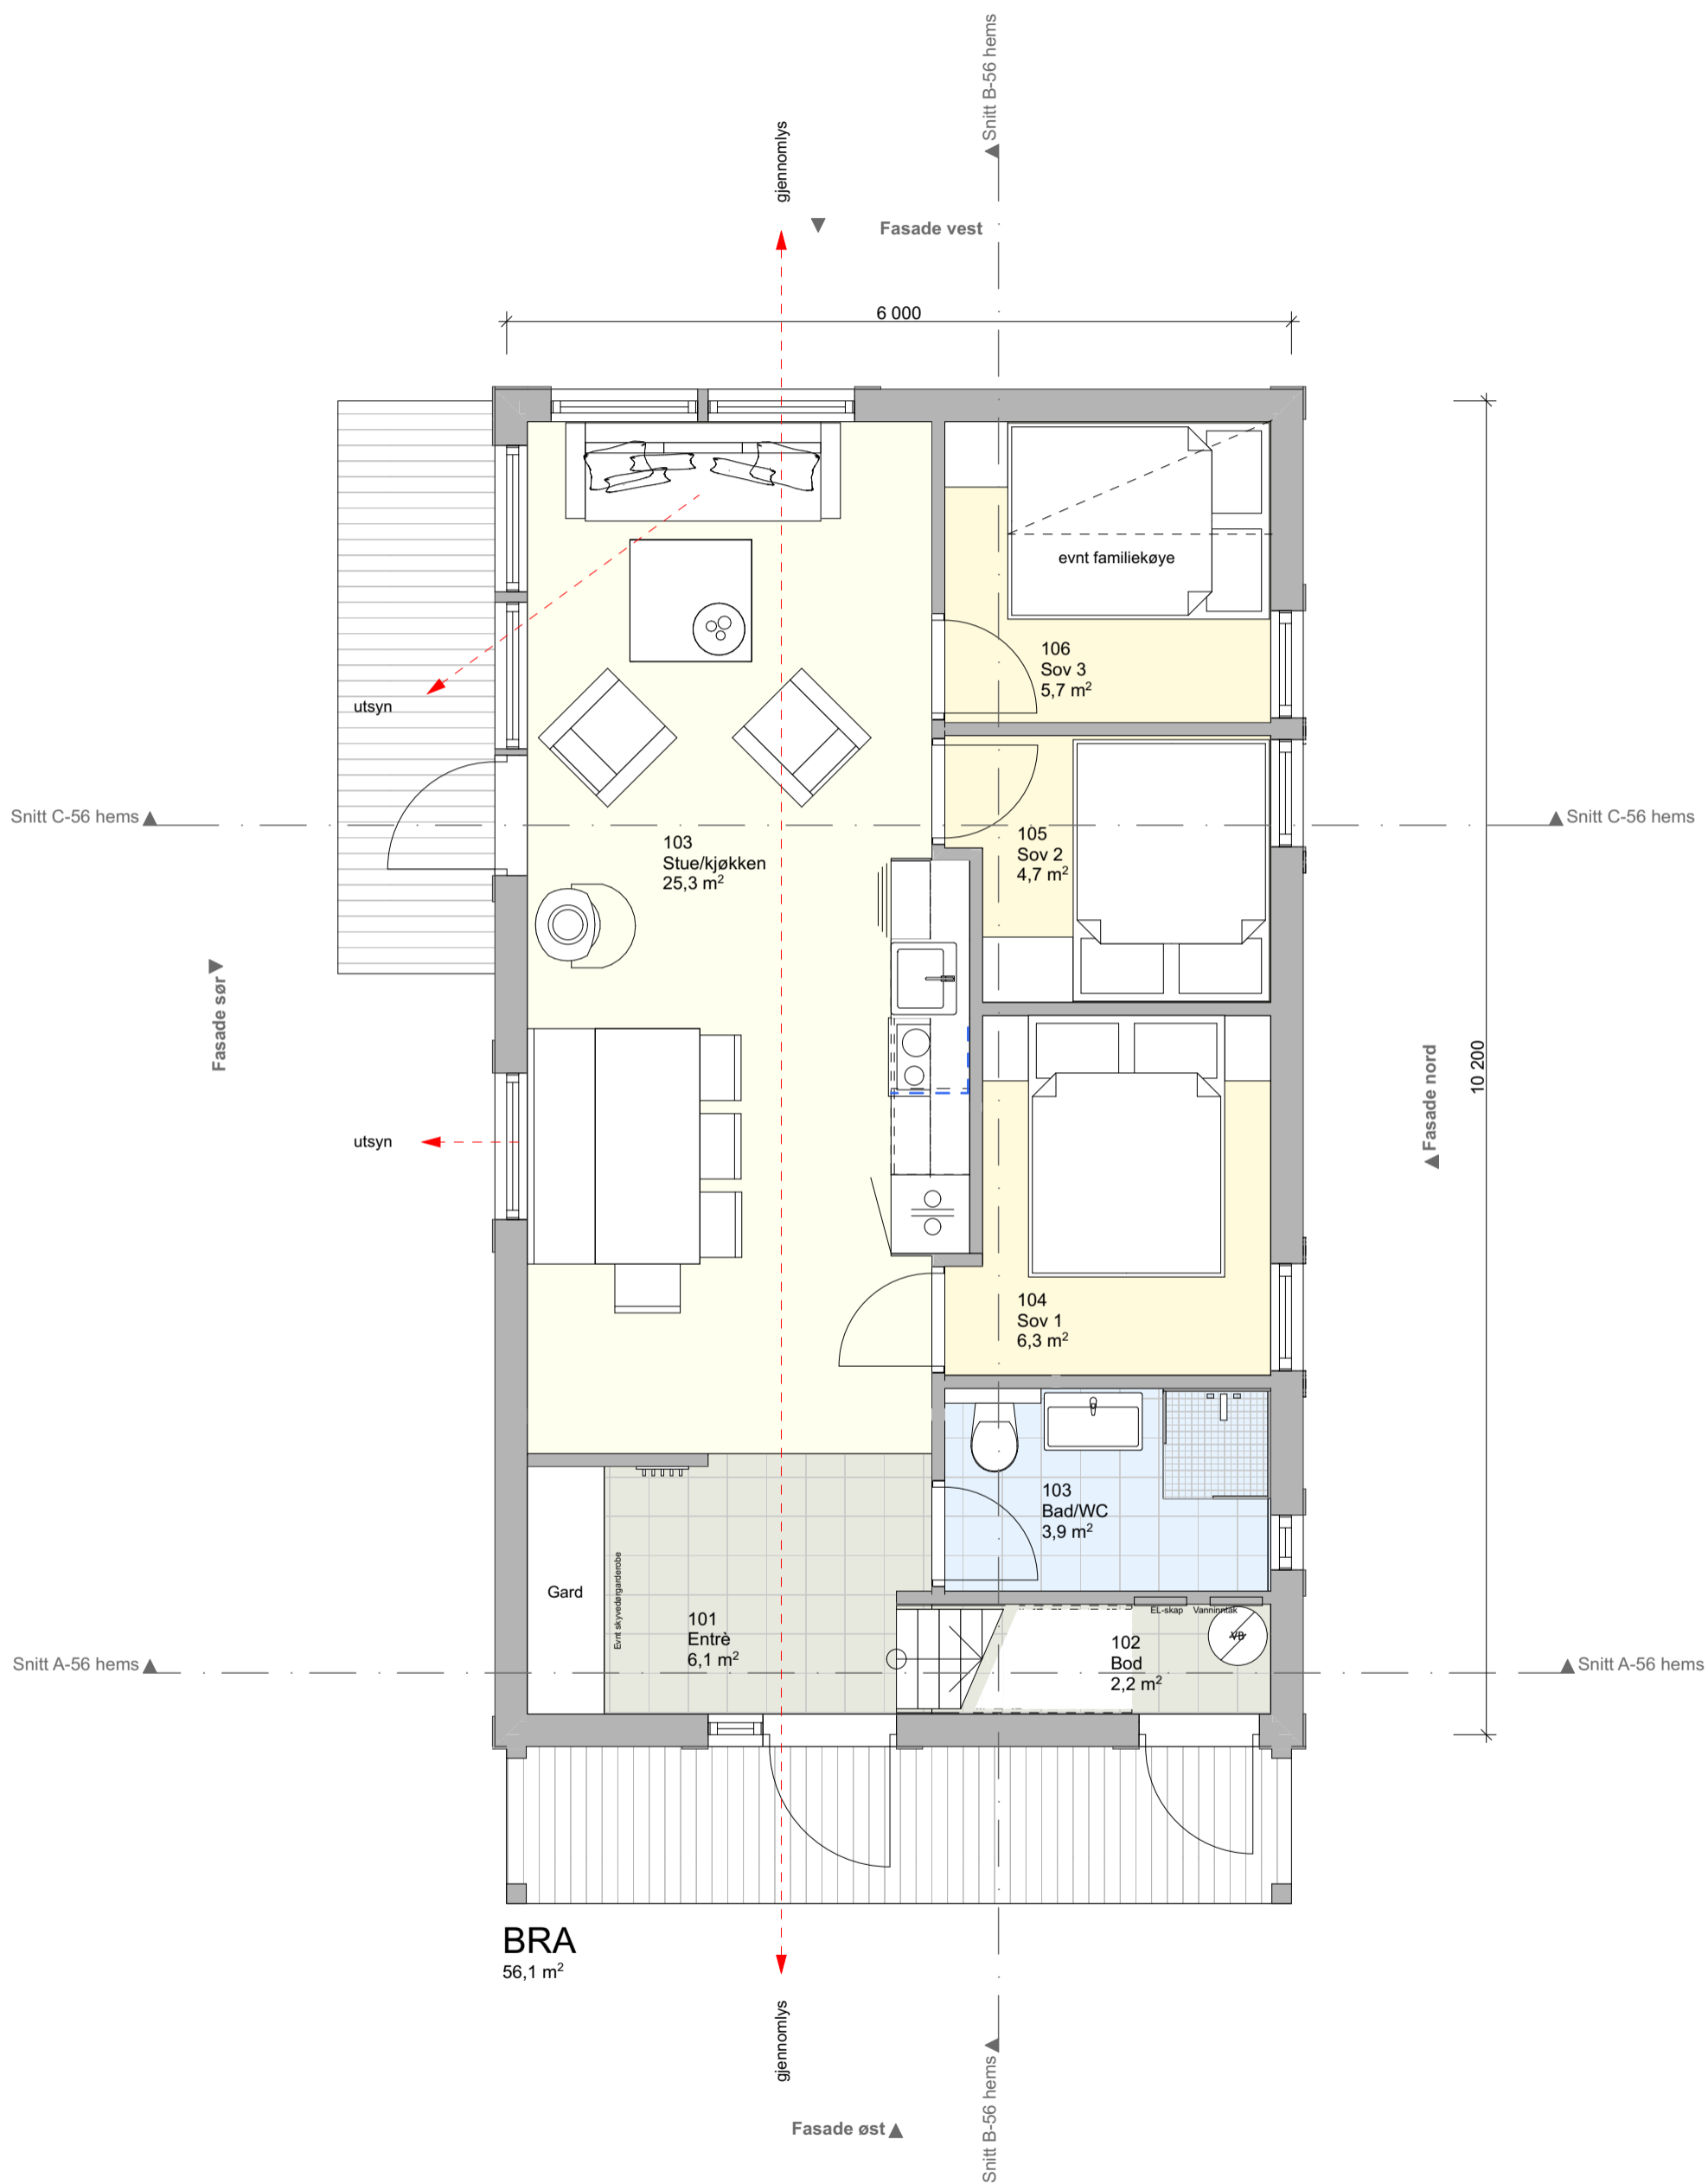 Snitt B-56 hems
gjennomlys
Fasade vest
6 000
evnt familiekøye
106
Sov 3
5,7 m²
utsyn
Snitt C-56 hems
Snitt C-56 hems
103
Stue/kjøkken
25,3 m²
105
Sov 2
4,7 m²
Fasade sør
Fasade nord
10 200
utsyn
104
Sov 1
6,3 m²
103
Bad/WC
3,9 m²
Gard
Evnt skyvedørgarderobe
101
Entrè
6,1 m²
EL-skap
Vanninntak
VB
102
Bod
2,2 m²
Snitt A-56 hems
Snitt A-56 hems
BRA
56,1 m²
gjennomlys
Snitt B-56 hems
Fasade øst